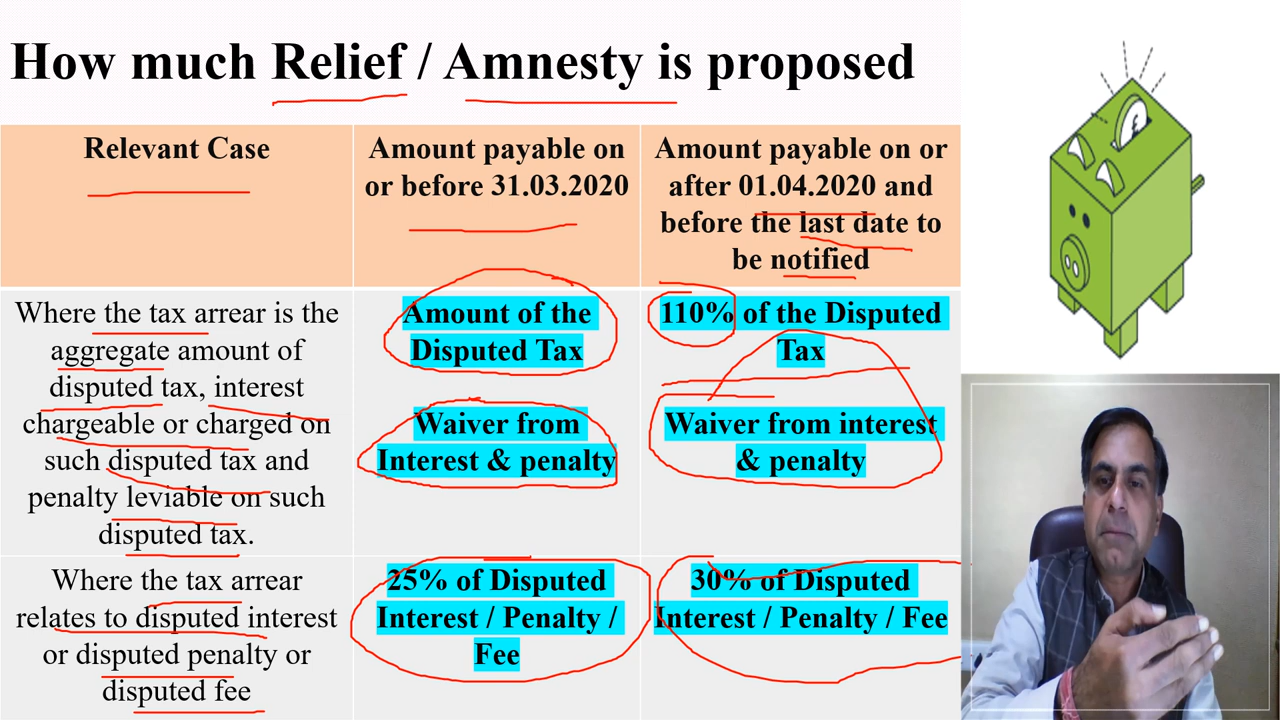 How much Relief / Amnesty is proposed
Relevant Case
Amount payable on
or before 31.03.2020
Amount payable on or
after 01.04.2020 and
before the last date to
be notified
Where the tax arrear is the
aggregate amount of
disputed tax, interest
chargeable or charged on
such disputed tax and
penalty leviable on such
disputed tax.
Amount of the
Disputed Tax
Waiver from
Interest & penalty
110% of the Disputed
Tax
Waiver from interest
& penalty
Where the tax arrear
relates to disputed interest
or disputed penalty or
disputed fee
25% of Disputed
Interest / Penalty /
Fee
30% of Disputed
Interest / Penalty / Fee
£